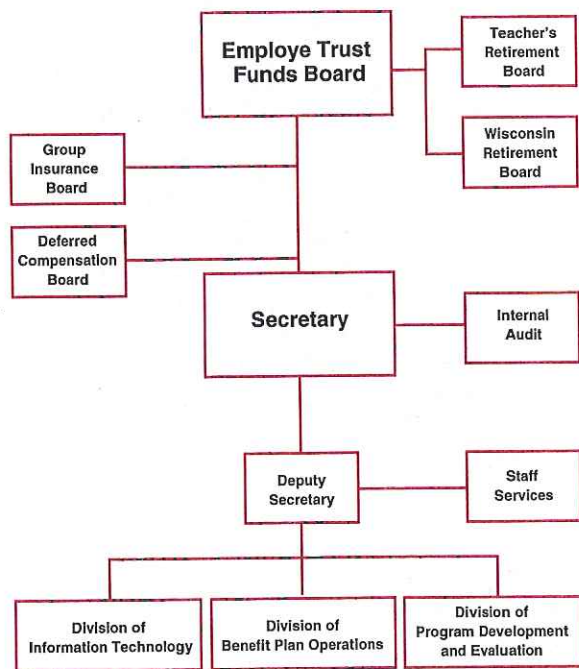 Employe Trust
Funds Board
Teacher's
Retirement
Board
Wisconsin
Retirement
Board
Group
Insurance
Board
Deferred
Compensation
Board
Secretary
Internal
Audit
Deputy
Secretary
Staff
Services
Division of
Information Technology
Division of
Benefit Plan Operations
Division of
Program Development
and Evaluation